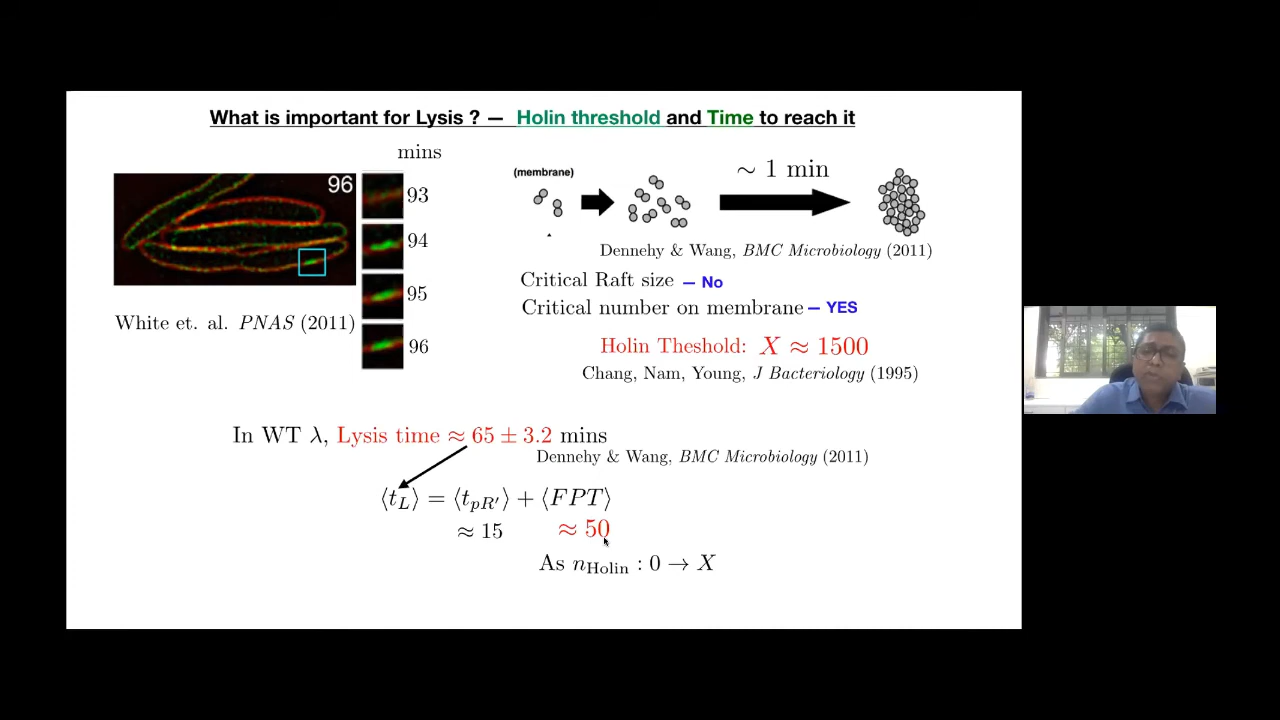 What is important for Lysis ? — Holin threshold and Time to reach it
mins
96
93
94
95
96
White et. al. PNAS (2011)
(membrane)
∼ 1 min
Dennehy & Wang, BMC Microbiology (2011)
Critical Raft size – No
Critical number on membrane – YES
Holin Theshold: X ≈ 1500
Chang, Nam, Young, J Bacteriology (1995)
In WT λ, Lysis time ≈ 65 ± 3.2 mins
Dennehy & Wang, BMC Microbiology (2011)
⟨t_L⟩ = ⟨t_{pR′}⟩ + ⟨FPT⟩
≈ 15 ≈ 50
As n_Holin : 0 → X